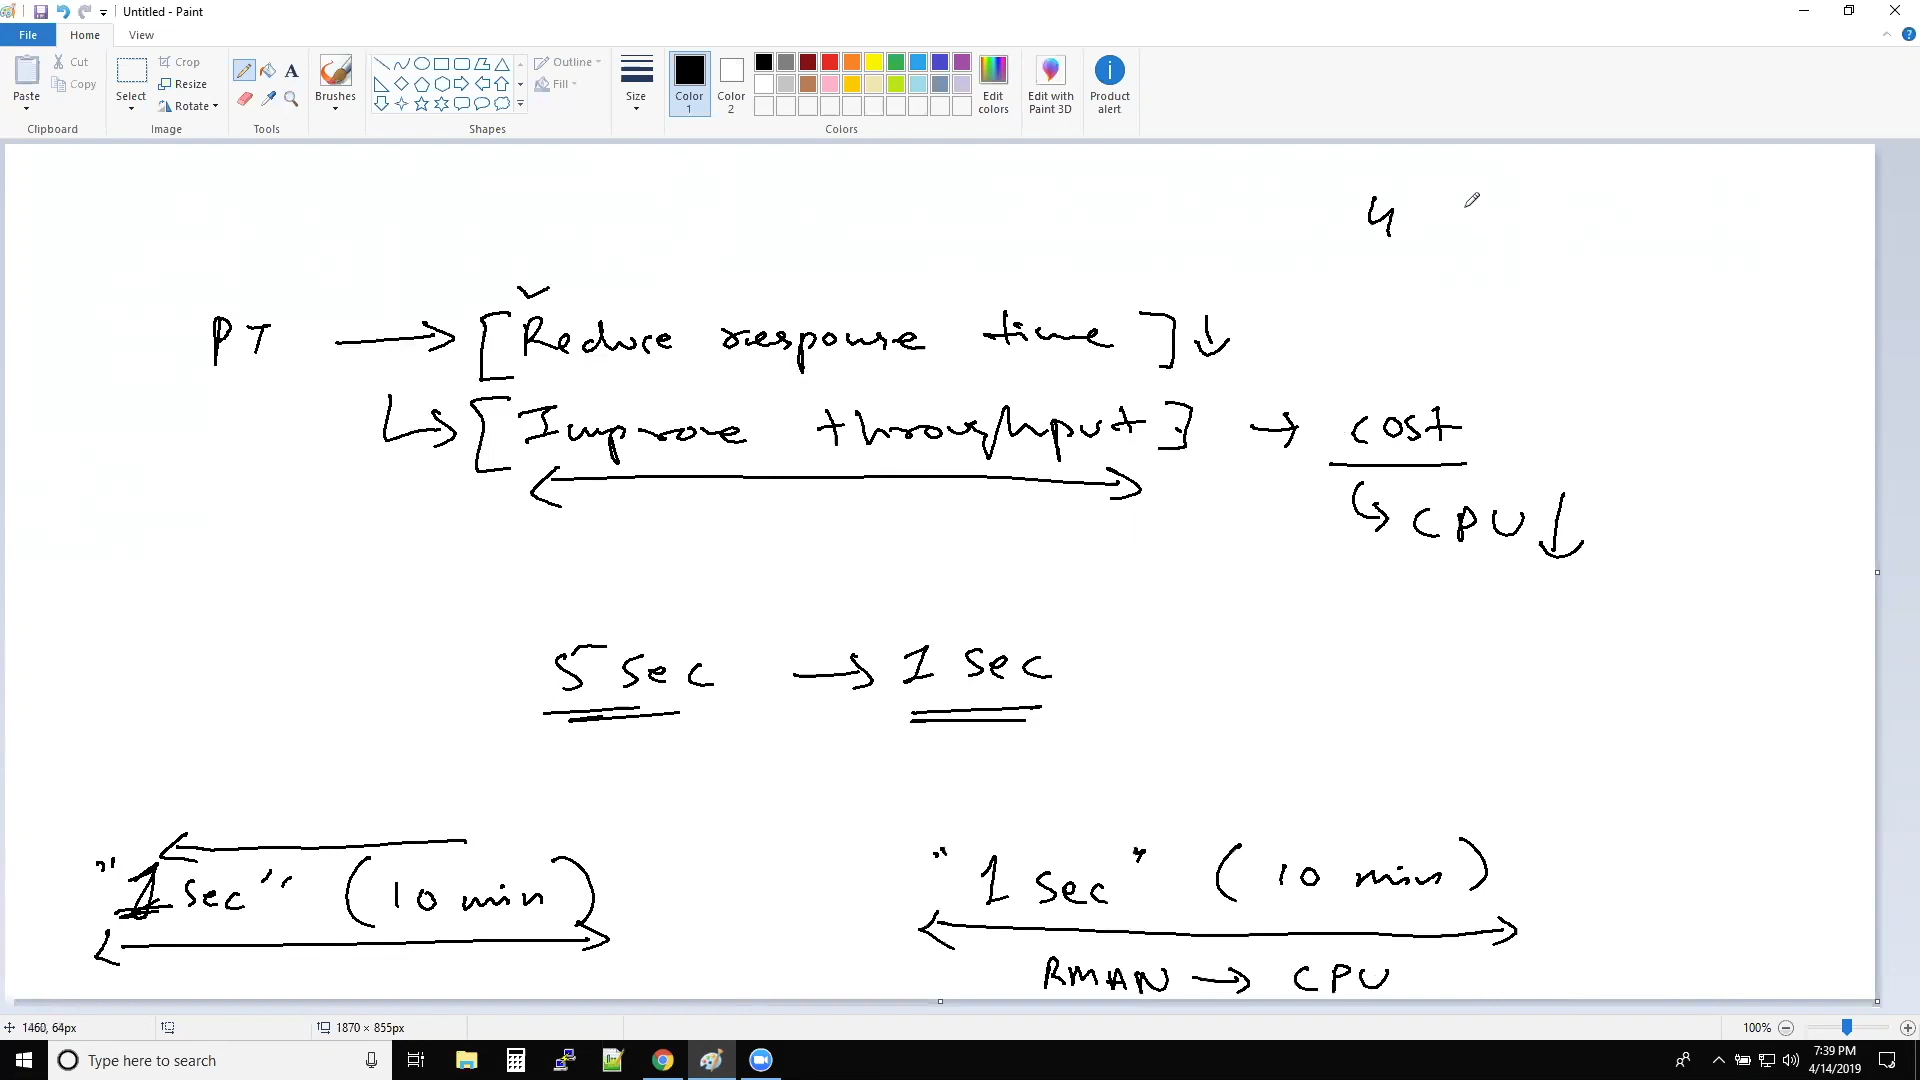 Untitled - Paint
File Home View
Paste
Cut
Copy
Clipboard
Select
Crop
Resize
Rotate
Image
Tools
Brushes
Shapes
Outline
Fill
Size
Color 1
Color 2
Colors
Edit colors
Edit with Paint 3D
Product alert
4
PT → [Reduce response time] ↓
↳ [Improve throughput] → cost
↳ CPU ↓
5 sec → 1 sec
"1 sec" (10 min)
"1 sec" (10 min)
RMAN → CPU
1460, 64px
1870 × 855px
100%
Type here to search
7:39 PM
4/14/2019